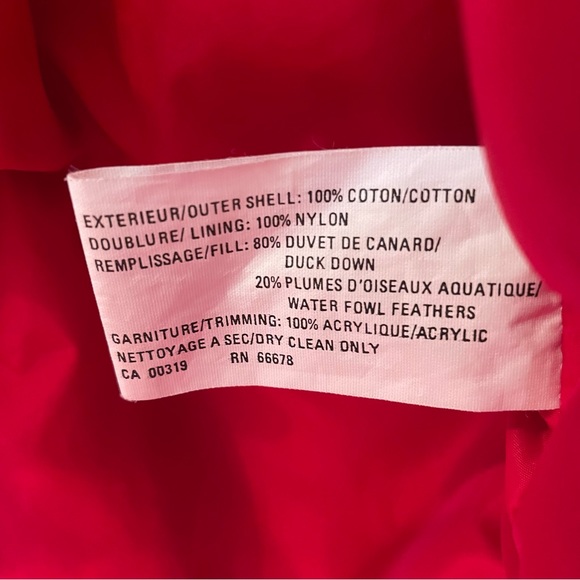 EXTERIEUR/OUTER SHELL: 100% COTON/COTTON
DOUBLURE/ LINING: 100% NYLON
REMPLISSAGE/FILL: 80% DUVET DE CANARD/
DUCK DOWN
20% PLUMES D'OISEAUX AQUATIQUE/
WATER FOWL FEATHERS
GARNITURE/TRIMMING: 100% ACRYLIQUE/ACRYLIC
NETTOYAGE A SEC/DRY CLEAN ONLY
CA 00319 RN 66678